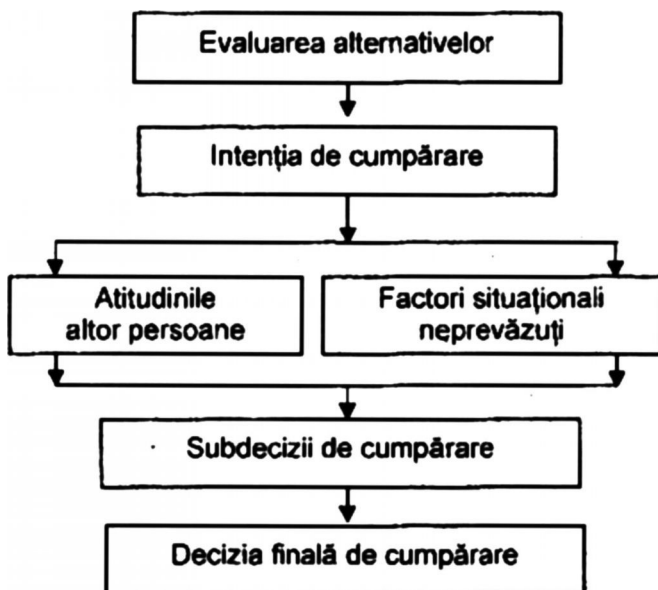 Evaluarea alternativelor
Intenția de cumpărare
Atitudinile
altor persoane
Factori situaționali
neprevăzuți
Subdecizii de cumpărare
Decizia finală de cumpărare